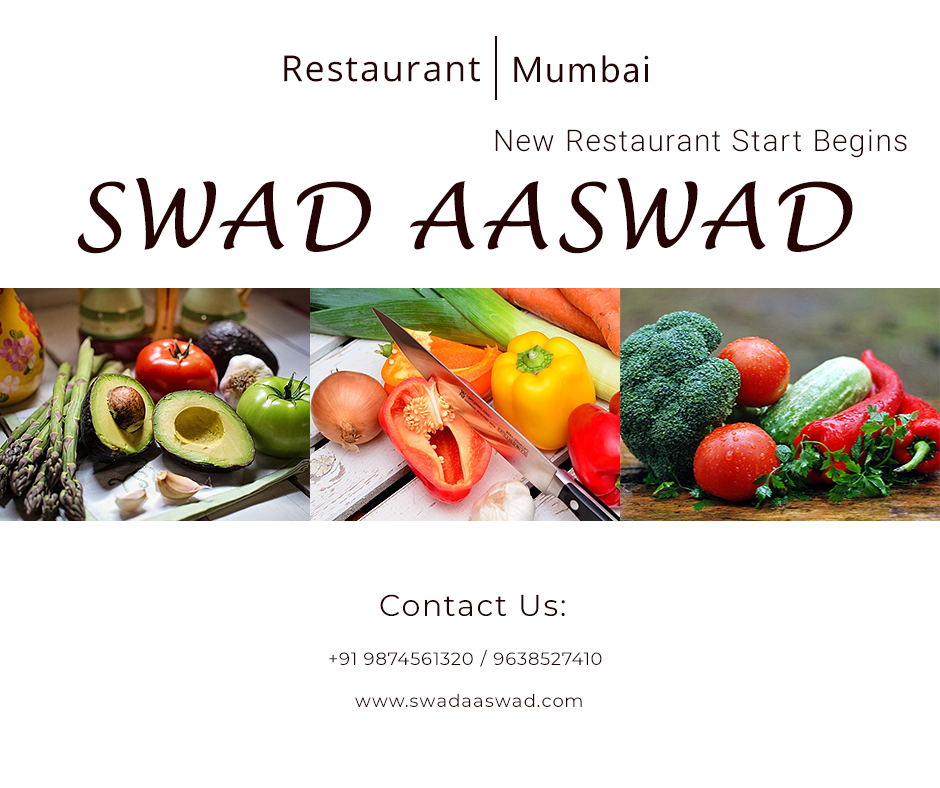 Restaurant | Mumbai
New Restaurant Start Begins
SWAD AASWAD
Contact Us:
+91 9874561320 / 9638527410
www.swadaaswad.com